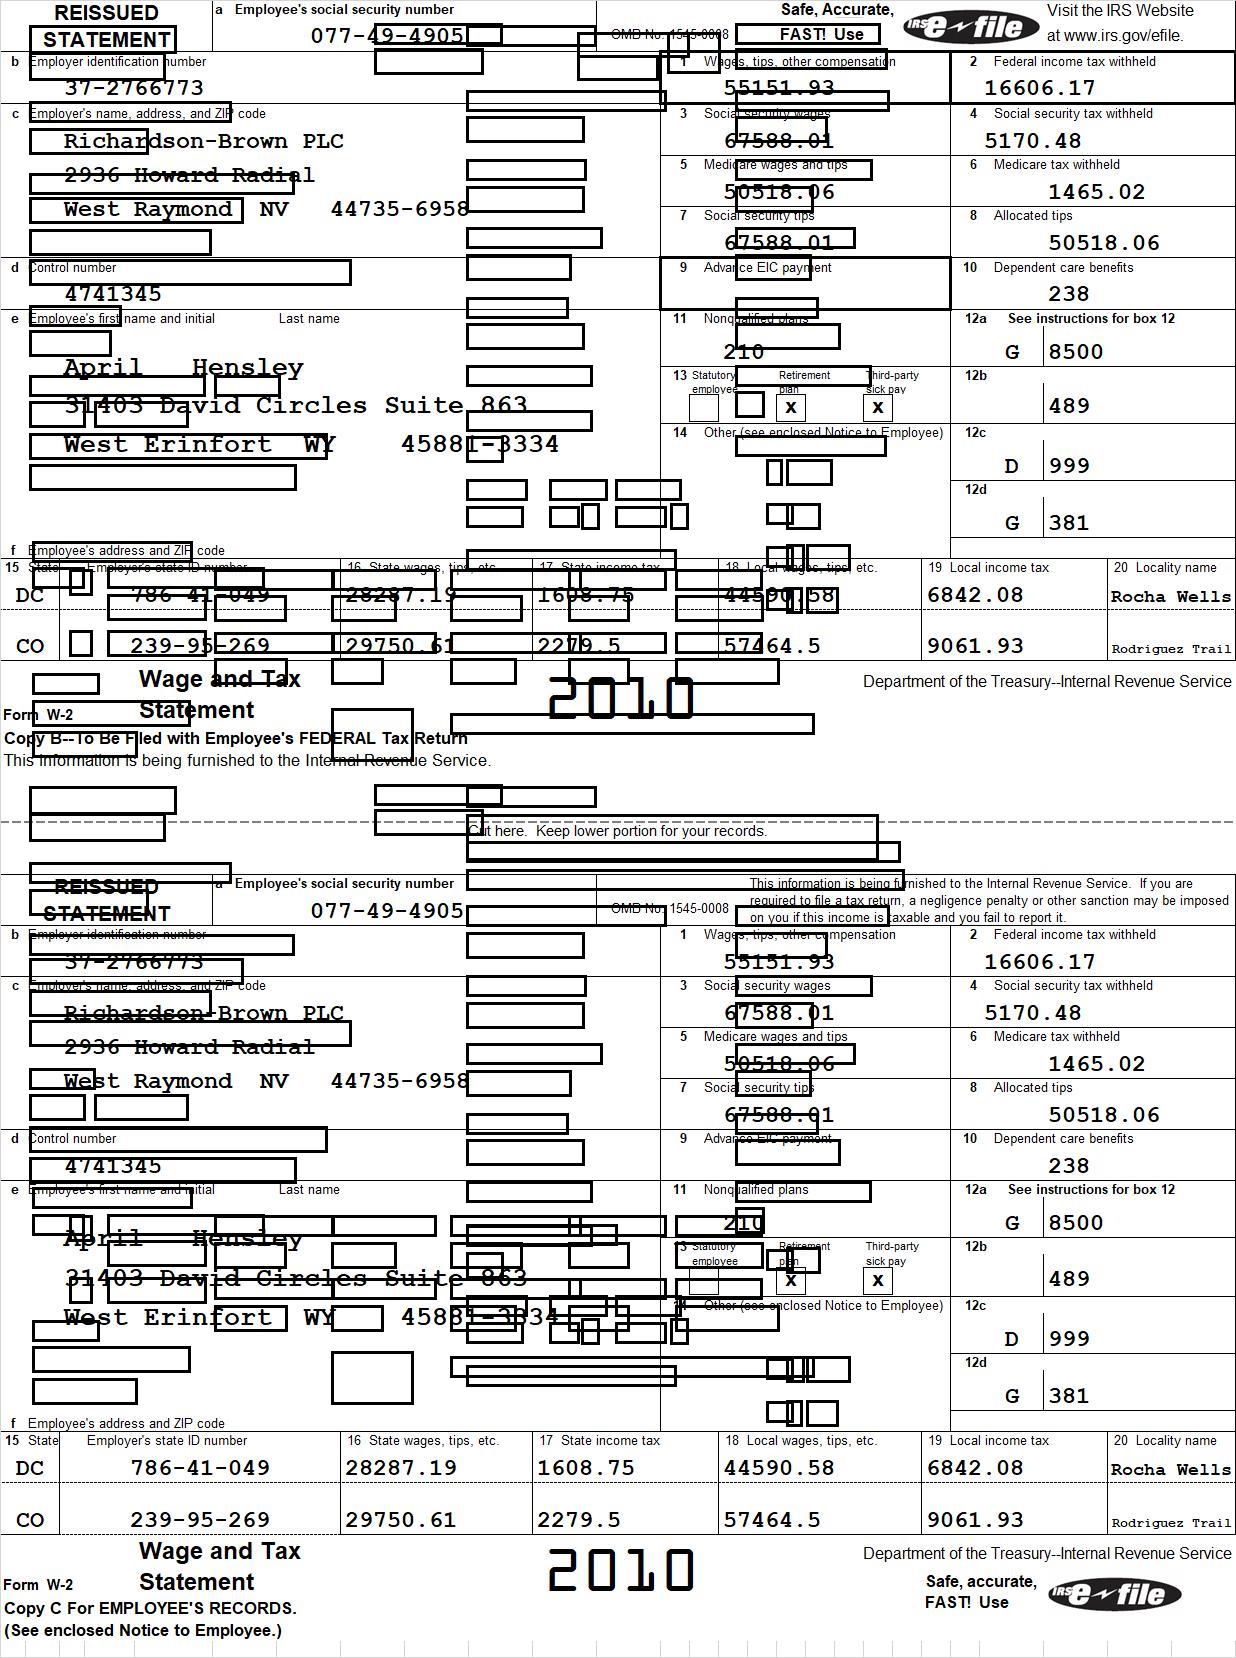 REISSUED
STATEMENT
a Employee's social security number
077-49-4905
OMB No. 1545-0008
Safe, Accurate,
FAST! Use
IRS e-file
Visit the IRS Website
at www.irs.gov/efile.
b Employer identification number
37-2766773
1 Wages, tips, other compensation
55151.93
2 Federal income tax withheld
16606.17
c Employer's name, address, and ZIP code
Richardson-Brown PLC
2936 Howard Radial
West Raymond NV 44735-6958
3 Social security wages
67588.01
4 Social security tax withheld
5170.48
5 Medicare wages and tips
50518.06
6 Medicare tax withheld
1465.02
7 Social security tips
67588.01
8 Allocated tips
50518.06
d Control number
4741345
9 Advance EIC payment
10 Dependent care benefits
238
e Employee's first name and initial Last name
April Hensley
31403 David Circles Suite 863
West Erinfort WY 45881-3334
11 Nonqualified plans
210
12a See instructions for box 12
G 8500
13 Statutory employee Retirement plan Third-party sick pay
X X
12b
489
14 Other (see enclosed Notice to Employee)
12c
D 999
12d
G 381
f Employee's address and ZIP code
15 State Employer's state ID number 16 State wages, tips, etc. 17 State income tax 18 Local wages, tips, etc. 19 Local income tax 20 Locality name
DC 786-41-049 28287.19 1608.75 44590.58 6842.08 Rocha Wells
CO 239-95-269 29750.61 2279.5 57464.5 9061.93 Rodriguez Trail
Wage and Tax
Statement
Form W-2
2010
Department of the Treasury--Internal Revenue Service
Copy B--To Be Filed with Employee's FEDERAL Tax Return
This information is being furnished to the Internal Revenue Service.
Cut here. Keep lower portion for your records.
REISSUED
STATEMENT
a Employee's social security number
077-49-4905
OMB No. 1545-0008
This information is being furnished to the Internal Revenue Service. If you are
required to file a tax return, a negligence penalty or other sanction may be imposed
on you if this income is taxable and you fail to report it.
b Employer identification number
37-2766773
1 Wages, tips, other compensation
55151.93
2 Federal income tax withheld
16606.17
c Employer's name, address, and ZIP code
Richardson-Brown PLC
2936 Howard Radial
West Raymond NV 44735-6958
3 Social security wages
67588.01
4 Social security tax withheld
5170.48
5 Medicare wages and tips
50518.06
6 Medicare tax withheld
1465.02
7 Social security tips
67588.01
8 Allocated tips
50518.06
d Control number
4741345
9 Advance EIC payment
10 Dependent care benefits
238
e Employee's first name and initial Last name
April Hensley
31403 David Circles Suite 863
West Erinfort WY 45881-3334
11 Nonqualified plans
210
12a See instructions for box 12
G 8500
13 Statutory employee Retirement plan Third-party sick pay
X X
12b
489
14 Other (see enclosed Notice to Employee)
12c
D 999
12d
G 381
f Employee's address and ZIP code
15 State Employer's state ID number 16 State wages, tips, etc. 17 State income tax 18 Local wages, tips, etc. 19 Local income tax 20 Locality name
DC 786-41-049 28287.19 1608.75 44590.58 6842.08 Rocha Wells
CO 239-95-269 29750.61 2279.5 57464.5 9061.93 Rodriguez Trail
Wage and Tax
Statement
Form W-2
2010
Department of the Treasury--Internal Revenue Service
Safe, accurate,
FAST! Use
IRS e-file
Copy C For EMPLOYEE'S RECORDS.
(See enclosed Notice to Employee.)